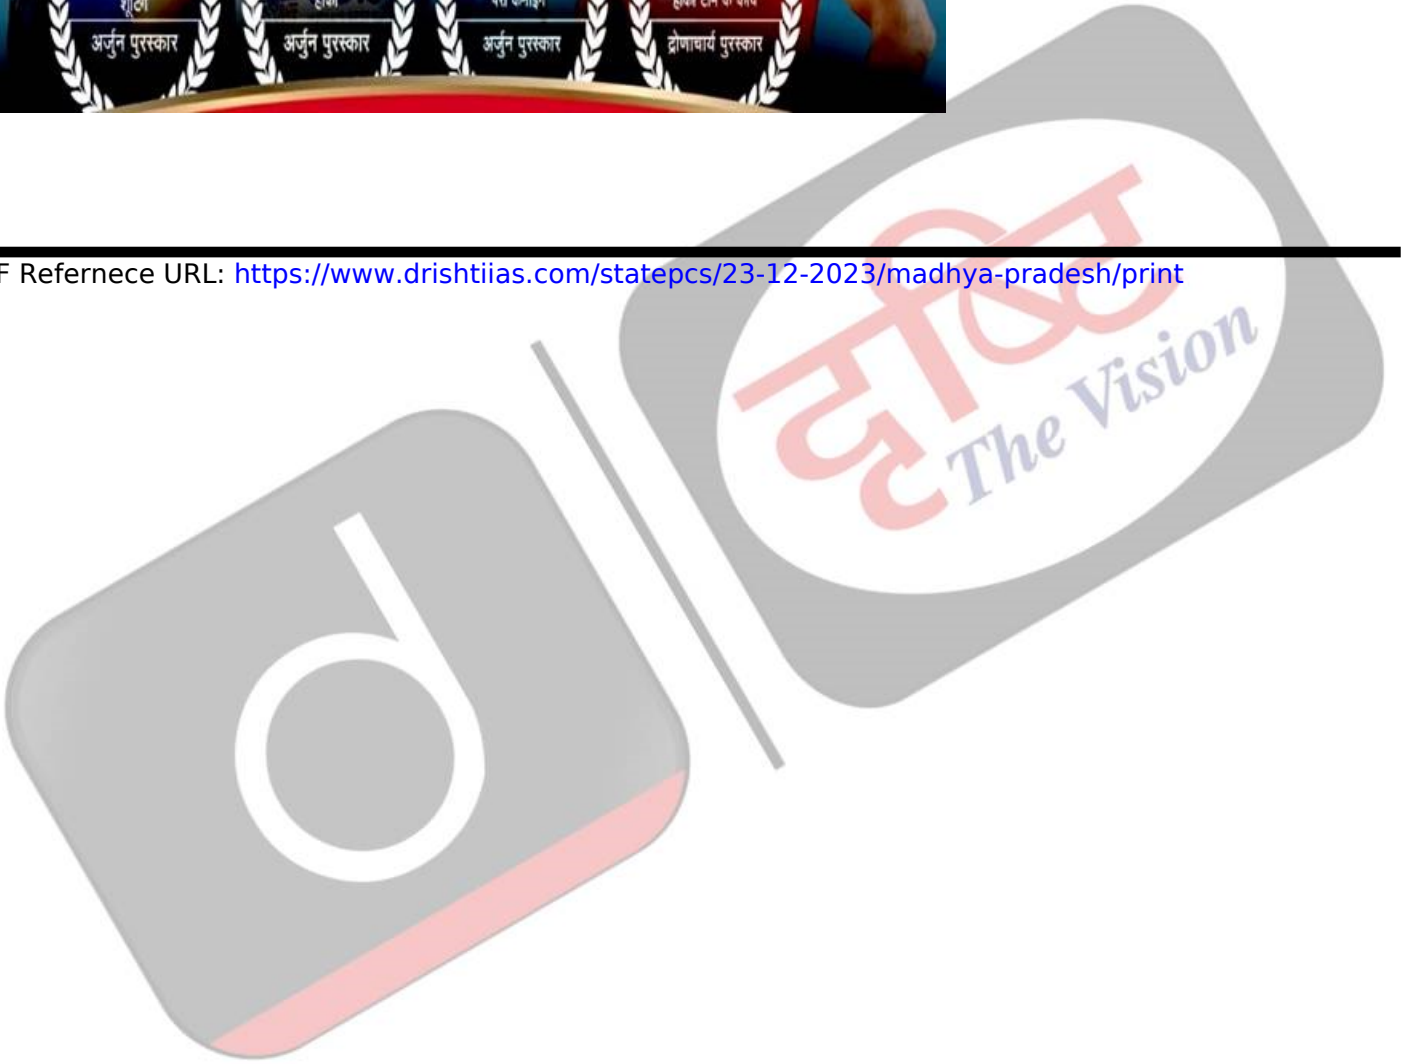 शूटिंग हॉकी पैरा कैनोइंग हॉकी टीम के कोच
अर्जुन पुरस्कार अर्जुन पुरस्कार अर्जुन पुरस्कार द्रोणाचार्य पुरस्कार
F Refernece URL: https://www.drishtiias.com/statepcs/23-12-2023/madhya-pradesh/print
दृष्टि
The Vision
d